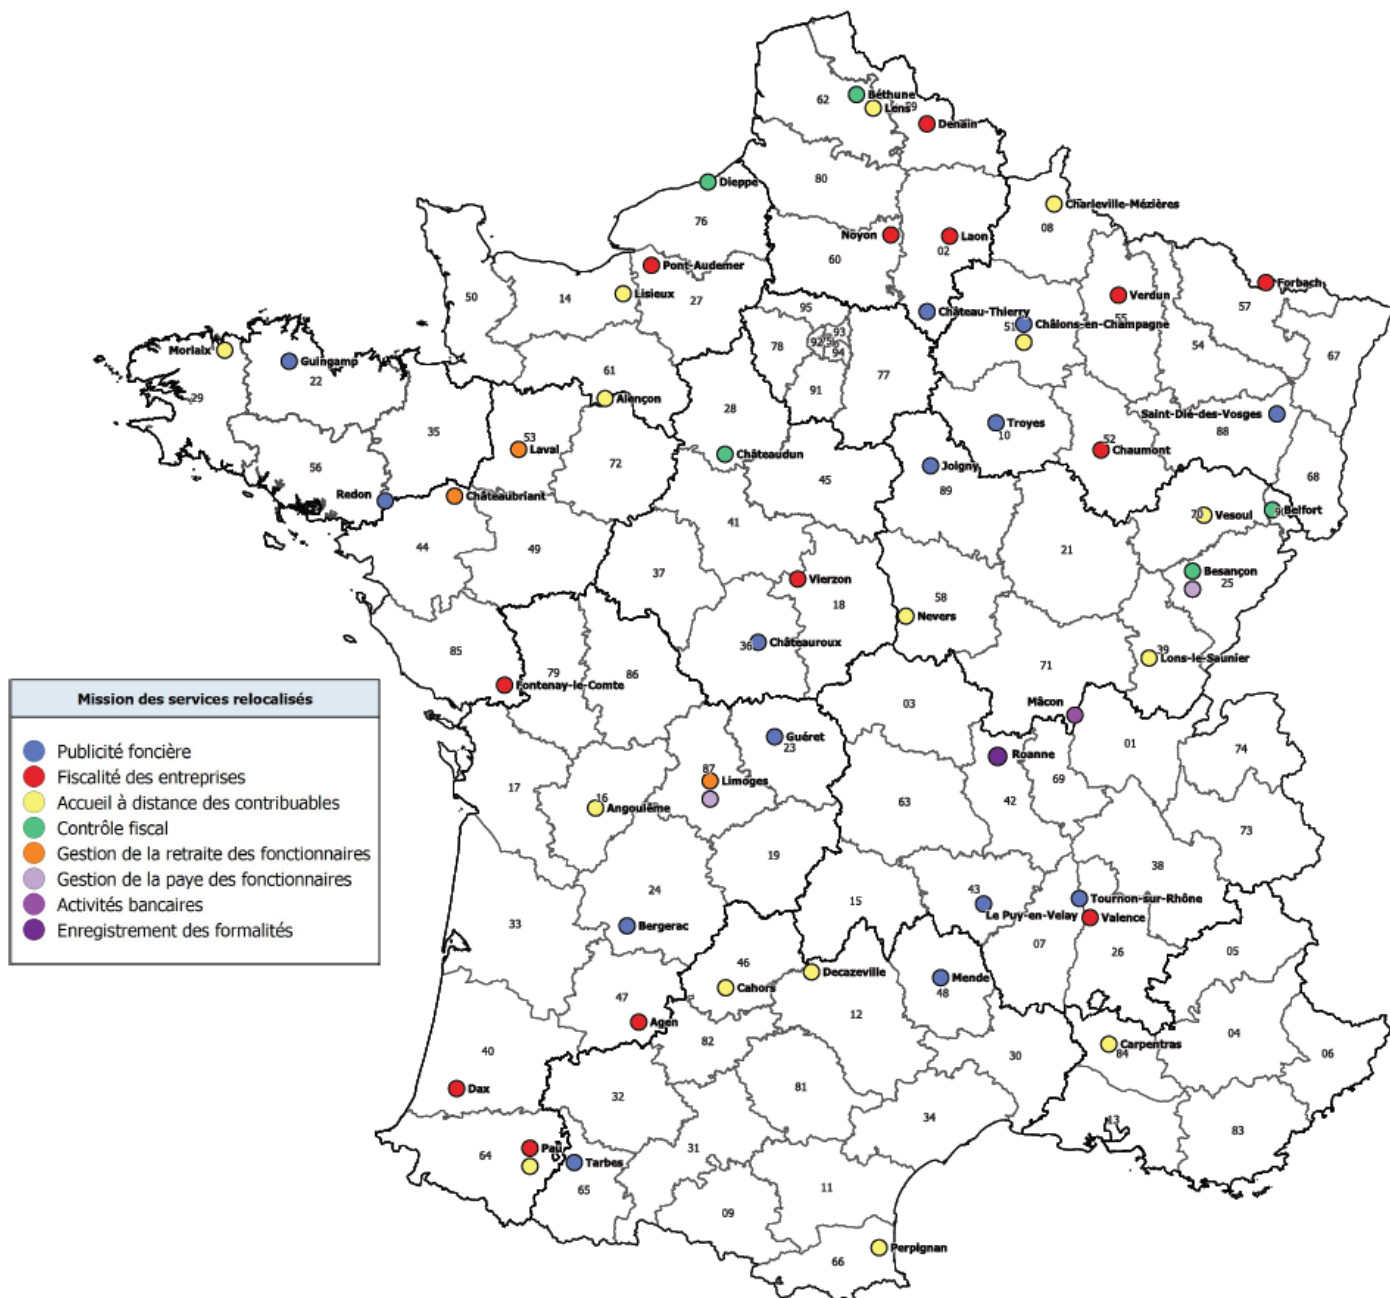 62
Béthune
Lens
59
Denain
80
Dieppe
76
Charleville-Mézières
08
Noyon
60
Laon
02
Pont-Audemer
Lisieux
50
14
27
Verdun
55
Forbach
57
95
Château-Thierry
51
Châlons-en-Champagne
93
92
94
78
91
77
54
67
Morlaix
29
Guingamp
22
61
Alençon
28
Saint-Dié-des-Vosges
88
Troyes
10
35
53
Laval
72
Châteaudun
52
Chaumont
56
45
Joigny
89
68
Redon
Châteaubriant
70
Vesoul
90
Belfort
44
49
41
21
37
Vierzon
18
Besançon
25
58
Nevers
36
Châteauroux
39
Lons-le-Saunier
85
79
86
71
Fontenay-le-Comte
03
Mâcon
Mission des services relocalisés
Publicité foncière
Fiscalité des entreprises
Accueil à distance des contribuables
Contrôle fiscal
Gestion de la retraite des fonctionnaires
Gestion de la paye des fonctionnaires
Activités bancaires
Enregistrement des formalités
Guéret
23
Roanne
01
74
87
Limoges
69
17
16
Angoulême
63
42
73
19
38
24
15
43
Le Puy-en-Velay
Tournon-sur-Rhône
Valence
33
Bergerac
07
26
05
46
Cahors
Decazeville
Mende
48
47
Agen
12
04
82
Carpentras
84
40
30
06
Dax
32
81
34
13
83
64
Pau
Tarbes
65
31
11
09
66
Perpignan